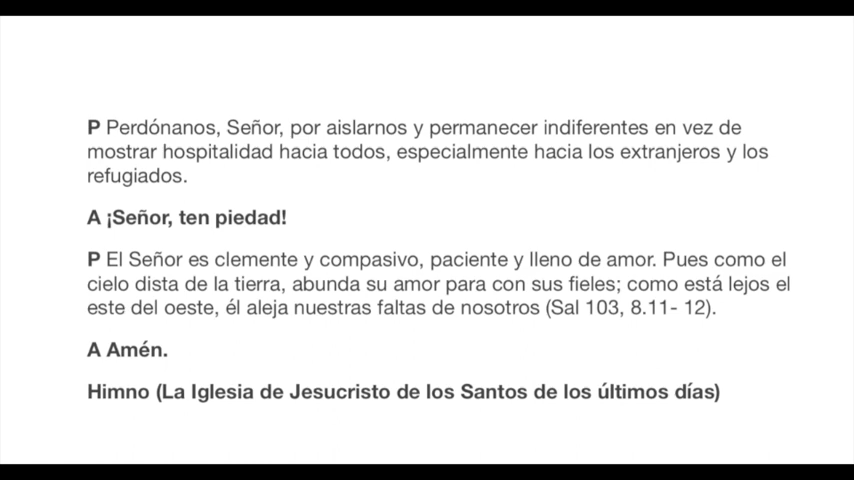 P Perdónanos, Señor, por aislarnos y permanecer indiferentes en vez de
mostrar hospitalidad hacia todos, especialmente hacia los extranjeros y los
refugiados.
A ¡Señor, ten piedad!
P El Señor es clemente y compasivo, paciente y lleno de amor. Pues como el
cielo dista de la tierra, abunda su amor para con sus fieles; como está lejos el
este del oeste, él aleja nuestras faltas de nosotros (Sal 103, 8.11- 12).
A Amén.
Himno (La Iglesia de Jesucristo de los Santos de los últimos días)